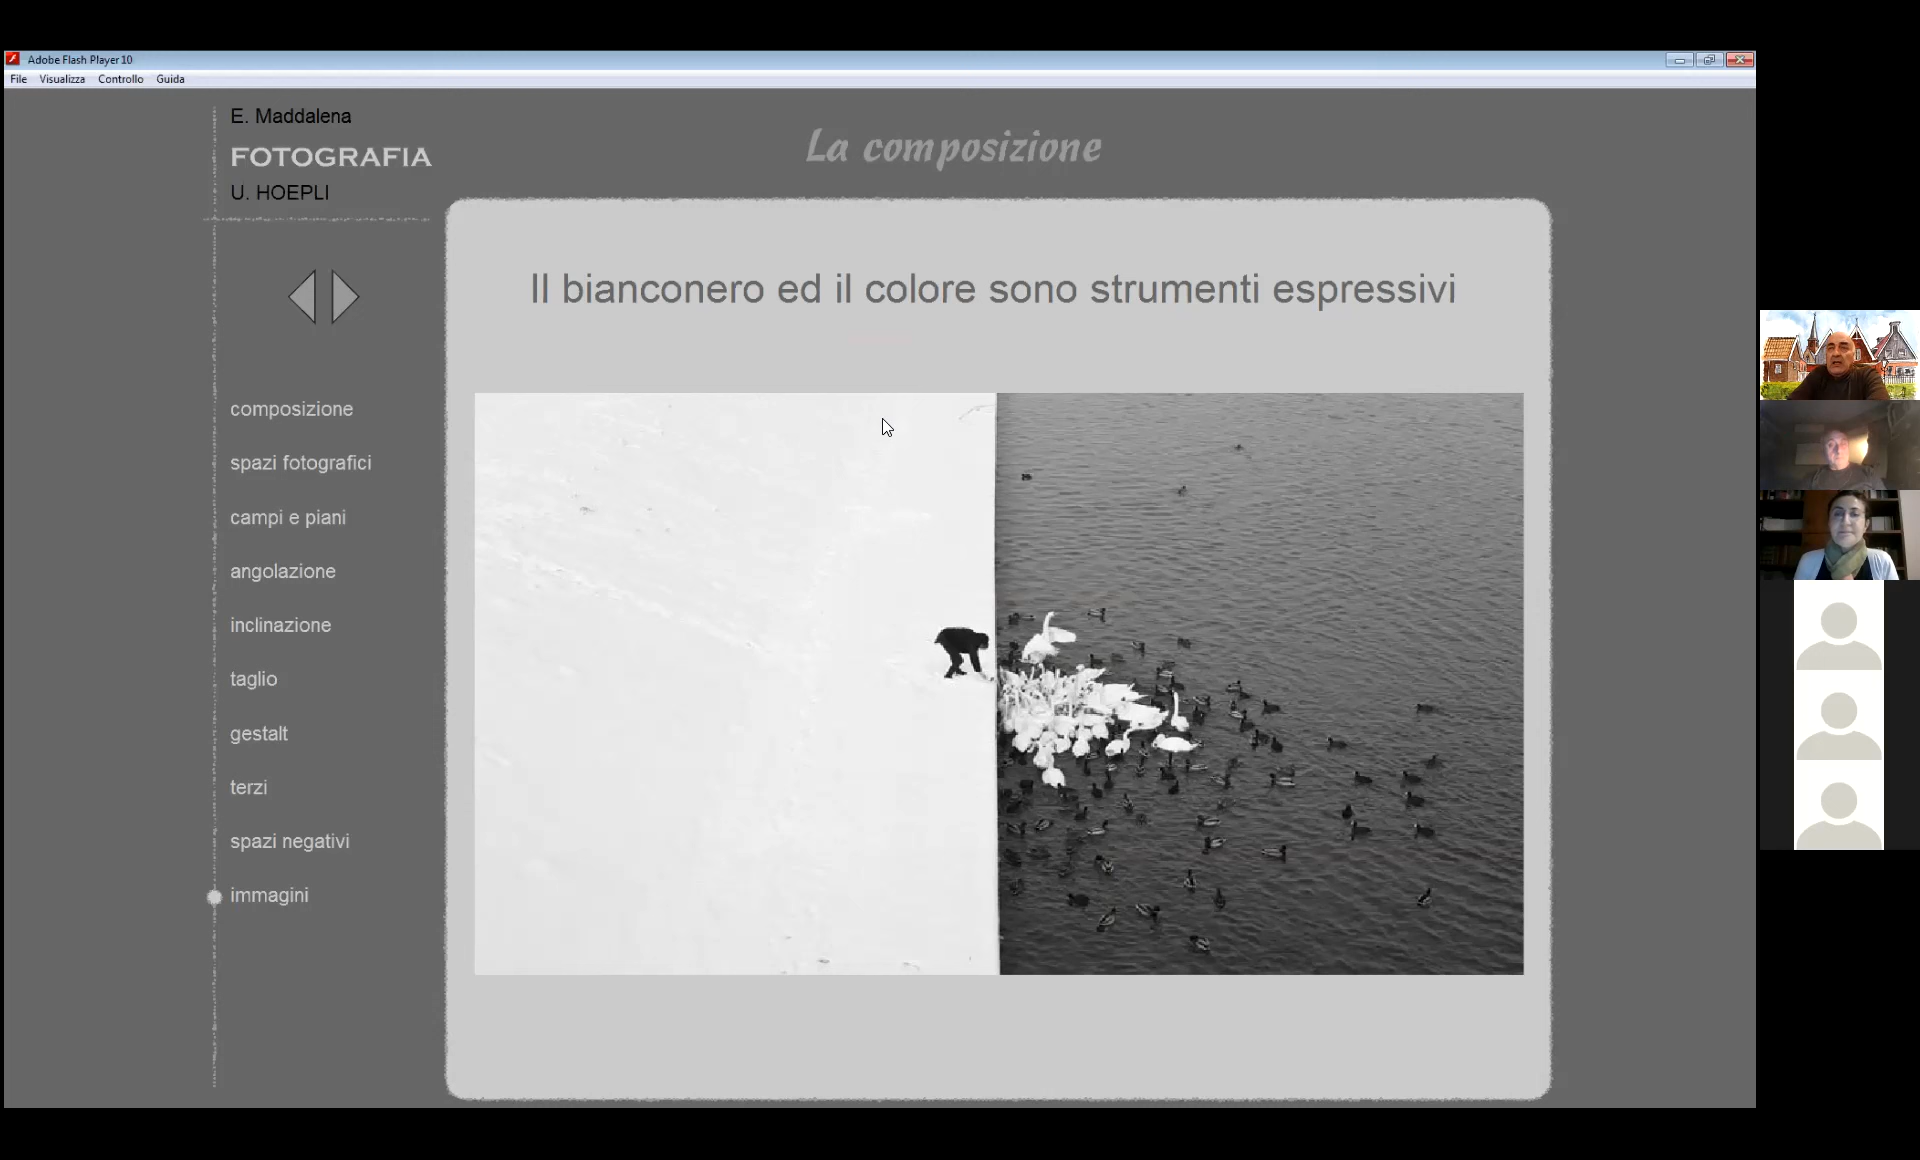 Adobe Flash Player 10
File Visualizza Controllo Guida
E. Maddalena
FOTOGRAFIA
U. HOEPLI
La composizione
Il bianconero ed il colore sono strumenti espressivi
composizione
spazi fotografici
campi e piani
angolazione
inclinazione
taglio
gestalt
terzi
spazi negativi
immagini